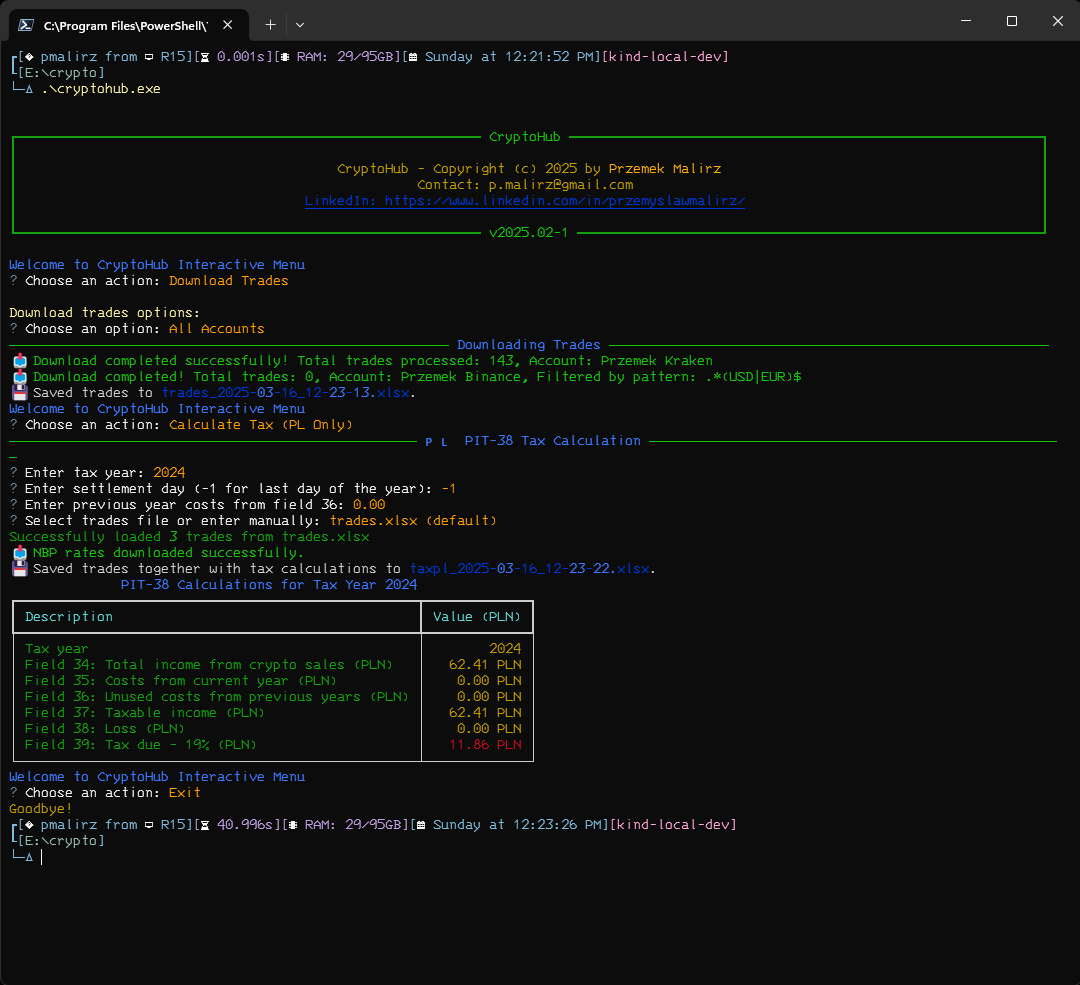 C:\Program Files\PowerShell\
[ pmalirz from R15][ 0.001s][ RAM: 29/95GB][ Sunday at 12:21:52 PM][kind-local-dev]
[E:\crypto]
.\cryptohub.exe
CryptoHub
CryptoHub - Copyright (c) 2025 by Przemek Malirz
Contact: p.malirz@gmail.com
LinkedIn: https://www.linkedin.com/in/przemyslawmalirz/
v2025.02-1
Welcome to CryptoHub Interactive Menu
? Choose an action: Download Trades
Download trades options:
? Choose an option: All Accounts
Downloading Trades
Download completed successfully! Total trades processed: 143, Account: Przemek Kraken
Download completed! Total trades: 0, Account: Przemek Binance, Filtered by pattern: .*(USD|EUR)$
Saved trades to trades_2025-03-16_12-23-13.xlsx.
Welcome to CryptoHub Interactive Menu
? Choose an action: Calculate Tax (PL Only)
P L PIT-38 Tax Calculation
? Enter tax year: 2024
? Enter settlement day (-1 for last day of the year): -1
? Enter previous year costs from field 36: 0.00
? Select trades file or enter manually: trades.xlsx (default)
Successfully loaded 3 trades from trades.xlsx
NBP rates downloaded successfully.
Saved trades together with tax calculations to taxpl_2025-03-16_12-23-22.xlsx.
PIT-38 Calculations for Tax Year 2024
Description Value (PLN)
Tax year 2024
Field 34: Total income from crypto sales (PLN) 62.41 PLN
Field 35: Costs from current year (PLN) 0.00 PLN
Field 36: Unused costs from previous years (PLN) 0.00 PLN
Field 37: Taxable income (PLN) 62.41 PLN
Field 38: Loss (PLN) 0.00 PLN
Field 39: Tax due - 19% (PLN) 11.86 PLN
Welcome to CryptoHub Interactive Menu
? Choose an action: Exit
Goodbye!
[ pmalirz from R15][ 40.996s][ RAM: 29/95GB][ Sunday at 12:23:26 PM][kind-local-dev]
[E:\crypto]